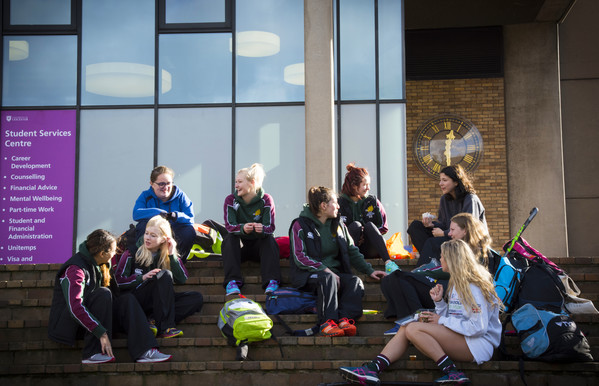 Student Services
Centre
• Career
Development
• Counselling
• Financial Advice
• Mental Wellbeing
• Part-time Work
• Student and
Financial
Administration
• Unitemps
• Visa and